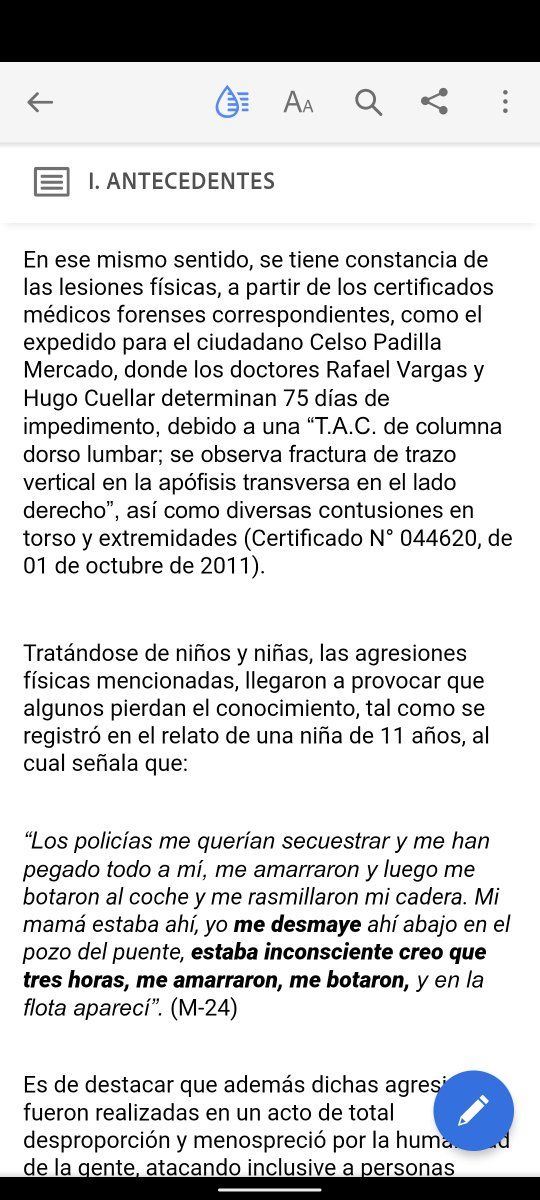 AA
I. ANTECEDENTES
En ese mismo sentido, se tiene constancia de
las lesiones físicas, a partir de los certificados
médicos forenses correspondientes, como el
expedido para el ciudadano Celso Padilla
Mercado, donde los doctores Rafael Vargas y
Hugo Cuellar determinan 75 días de
impedimento, debido a una “T.A.C. de columna
dorso lumbar; se observa fractura de trazo
vertical en la apófisis transversa en el lado
derecho”, así como diversas contusiones en
torso y extremidades (Certificado N° 044620, de
01 de octubre de 2011).
Tratándose de niños y niñas, las agresiones
físicas mencionadas, llegaron a provocar que
algunos pierdan el conocimiento, tal como se
registró en el relato de una niña de 11 años, al
cual señala que:
“Los policías me querían secuestrar y me han
pegado todo a mí, me amarraron y luego me
botaron al coche y me rasmillaron mi cadera. Mi
mamá estaba ahí, yo me desmaye ahí abajo en el
pozo del puente, estaba inconsciente creo que
tres horas, me amarraron, me botaron, y en la
flota aparecí”. (M-24)
Es de destacar que además dichas
fueron realizadas en un acto de total
desproporción y menospreció por la
de la gente, atacando inclusive a personas